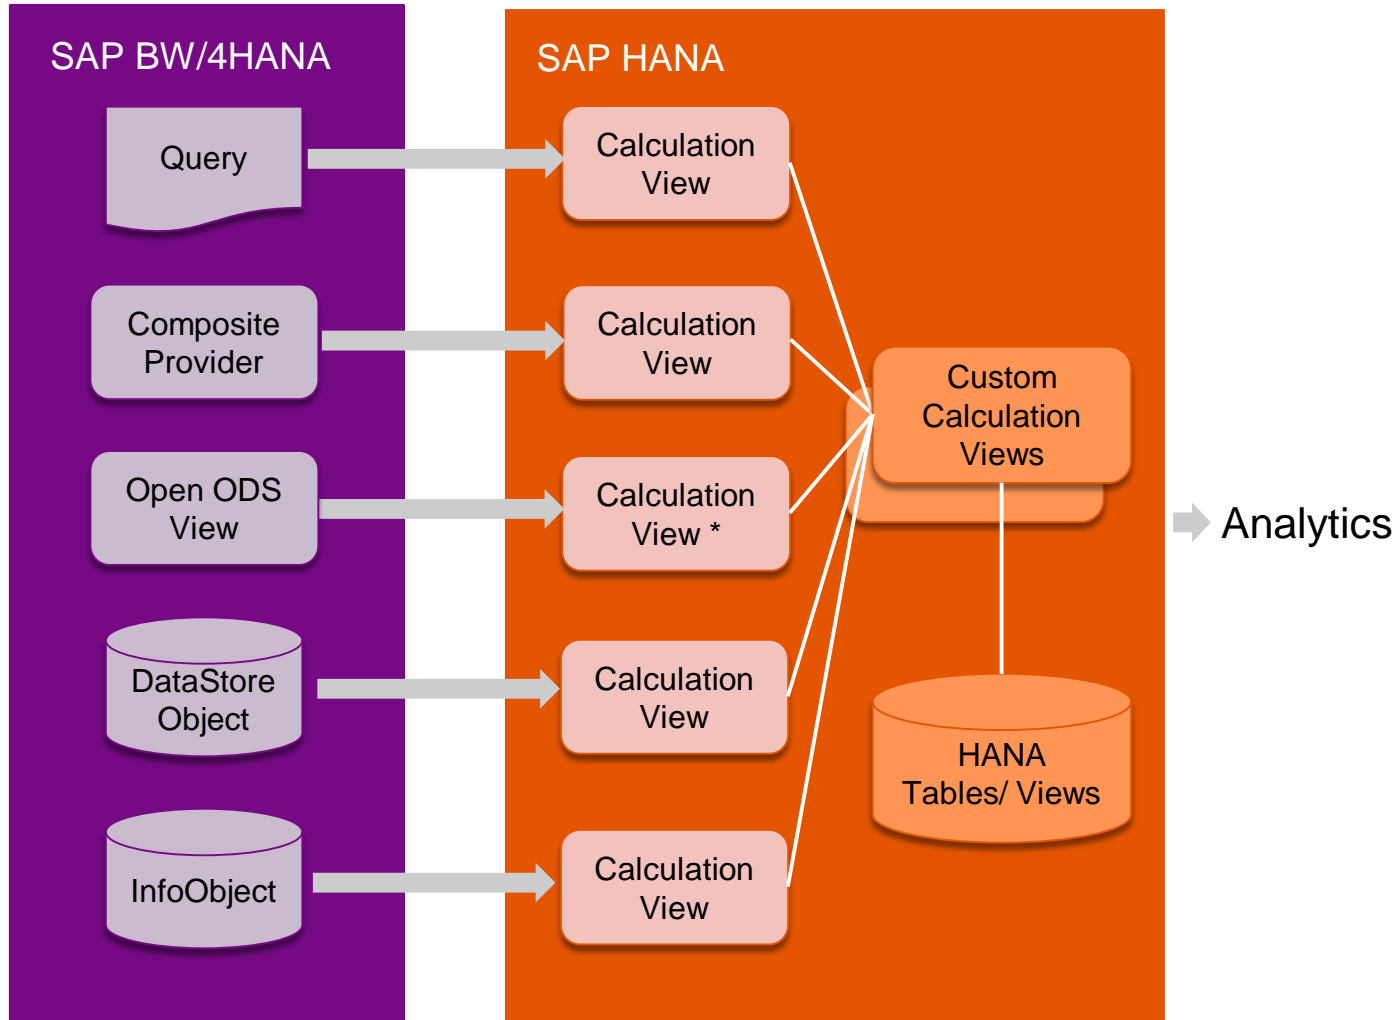 SAP BW/4HANA
SAP HANA
Query
Calculation
View
Composite
Provider
Calculation
View
Custom
Calculation
Views
Open ODS
View
Calculation
View *
Analytics
DataStore
Object
Calculation
View
HANA
Tables/ Views
InfoObject
Calculation
View